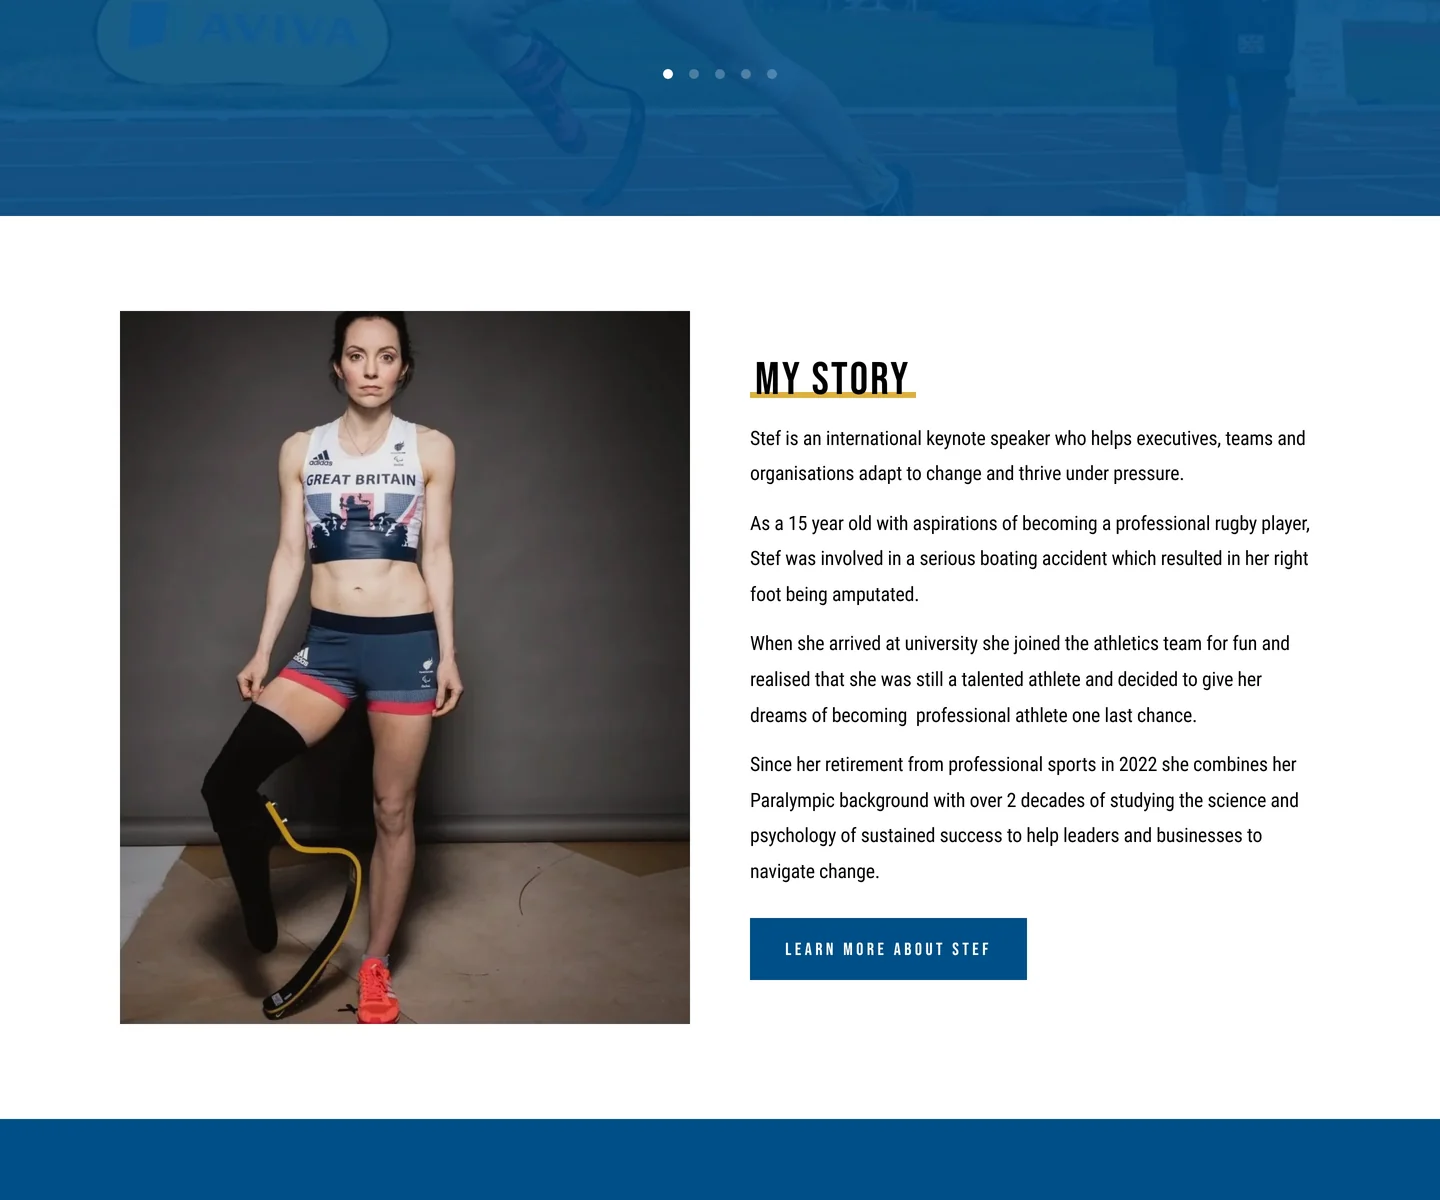 AVIVA
adidas
GREAT BRITAIN
adidas
MY STORY
Stef is an international keynote speaker who helps executives, teams and
organisations adapt to change and thrive under pressure.
As a 15 year old with aspirations of becoming a professional rugby player,
Stef was involved in a serious boating accident which resulted in her right
foot being amputated.
When she arrived at university she joined the athletics team for fun and
realised that she was still a talented athlete and decided to give her
dreams of becoming  professional athlete one last chance.
Since her retirement from professional sports in 2022 she combines her
Paralympic background with over 2 decades of studying the science and
psychology of sustained success to help leaders and businesses to
navigate change.
LEARN MORE ABOUT STEF